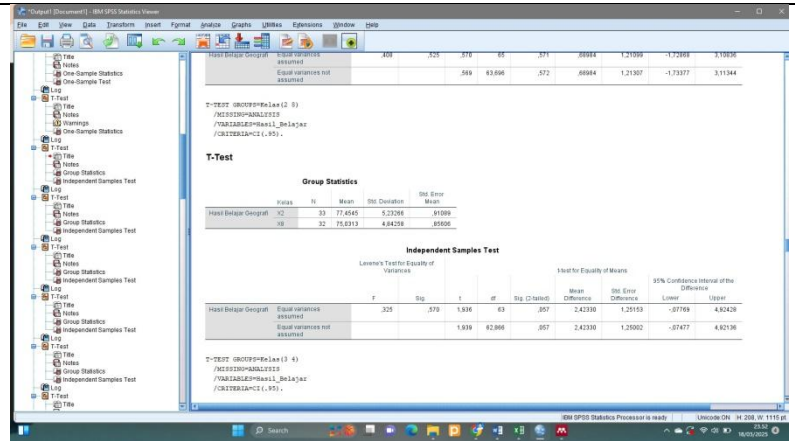 *Output1 [Document1] - IBM SPSS Statistics Viewer
File Edit View Data Transform Insert Format Analyze Graphs Utilities Extensions Window Help
Title
Notes
One-Sample Statistics
One-Sample Test
Log
T-Test
Title
Notes
Warnings
One-Sample Statistics
Log
T-Test
Title
Notes
Group Statistics
Independent Samples Test
Log
T-Test
Title
Notes
Group Statistics
Independent Samples Test
Log
T-Test
Title
Notes
Group Statistics
Independent Samples Test
Log
T-Test
Title
Notes
Group Statistics
Independent Samples Test
Log
T-Test
Title
Notes
Group Statistics
Independent Samples Test
Log
T-Test
Title
Hasil Belajar Geografi Equal variances assumed ,408 ,525 ,570 65 ,571 ,68984 1,21099 -1,72868 3,10836
Equal variances not assumed ,569 63,696 ,572 ,68984 1,21307 -1,73377 3,11344
T-TEST GROUPS=Kelas(2 8)
/MISSING=ANALYSIS
/VARIABLES=Hasil_Belajar
/CRITERIA=CI(.95).
T-Test
Group Statistics
Kelas N Mean Std. Deviation Std. Error Mean
Hasil Belajar Geografi X2 33 77,4545 5,23266 ,91089
X8 32 75,0313 4,84258 ,85606
Independent Samples Test
Levene's Test for Equality of Variances t-test for Equality of Means
95% Confidence Interval of the Difference
F Sig. t df Sig. (2-tailed) Mean Difference Std. Error Difference Lower Upper
Hasil Belajar Geografi Equal variances assumed ,325 ,570 1,936 63 ,057 2,42330 1,25153 -,07769 4,92428
Equal variances not assumed 1,939 62,866 ,057 2,42330 1,25002 -,07477 4,92136
T-TEST GROUPS=Kelas(3 4)
/MISSING=ANALYSIS
/VARIABLES=Hasil_Belajar
/CRITERIA=CI(.95).
IBM SPSS Statistics Processor is ready Unicode:ON H: 208, W: 1115 pt.
Search
23.52
18/03/2025